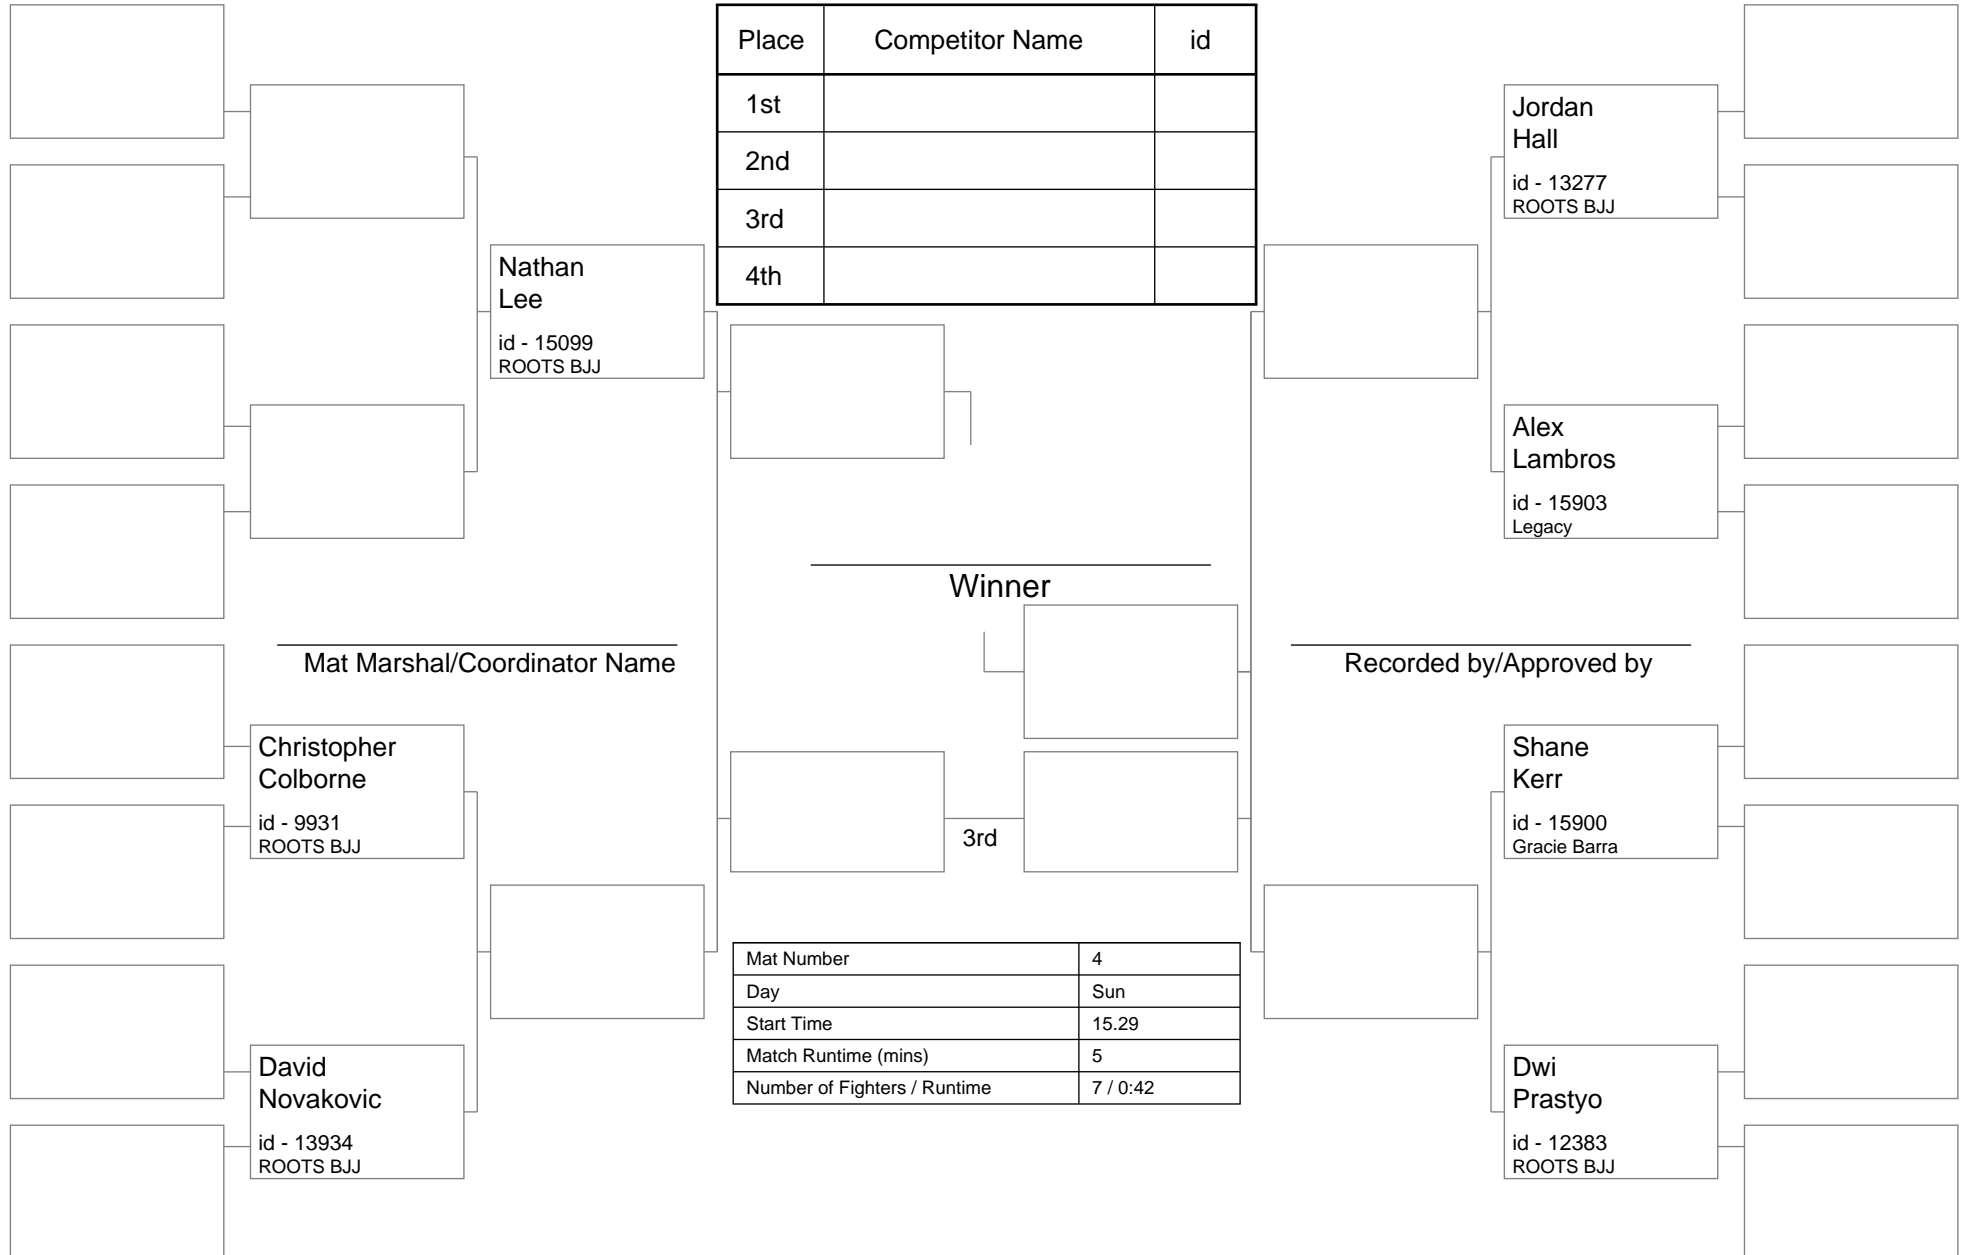 Place Competitor Name id
1st
2nd
3rd
4th
Nathan
Lee
id - 15099
ROOTS BJJ
Christopher
Colborne
id - 9931
ROOTS BJJ
David
Novakovic
id - 13934
ROOTS BJJ
Jordan
Hall
id - 13277
ROOTS BJJ
Alex
Lambros
id - 15903
Legacy
Shane
Kerr
id - 15900
Gracie Barra
Dwi
Prastyo
id - 12383
ROOTS BJJ
Winner
Mat Marshal/Coordinator Name
Recorded by/Approved by
3rd
Mat Number 4
Day Sun
Start Time 15.29
Match Runtime (mins) 5
Number of Fighters / Runtime 7 / 0:42